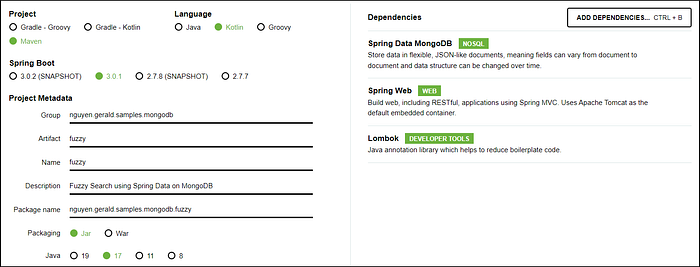 Project
Language
Gradle - Groovy Gradle - Kotlin Java Kotlin Groovy
Maven
Spring Boot
3.0.2 (SNAPSHOT) 3.0.1 2.7.8 (SNAPSHOT) 2.7.7
Project Metadata
Group nguyen.gerald.samples.mongodb
Artifact fuzzy
Name fuzzy
Description Fuzzy Search using Spring Data on MongoDB
Package name nguyen.gerald.samples.mongodb.fuzzy
Packaging Jar War
Java 19 17 11 8
Dependencies ADD DEPENDENCIES... CTRL + B
Spring Data MongoDB NOSQL
Store data in flexible, JSON-like documents, meaning fields can vary from document to
document and data structure can be changed over time.
Spring Web WEB
Build web, including RESTful, applications using Spring MVC. Uses Apache Tomcat as
the default embedded container.
Lombok DEVELOPER TOOLS
Java annotation library which helps to reduce boilerplate code.